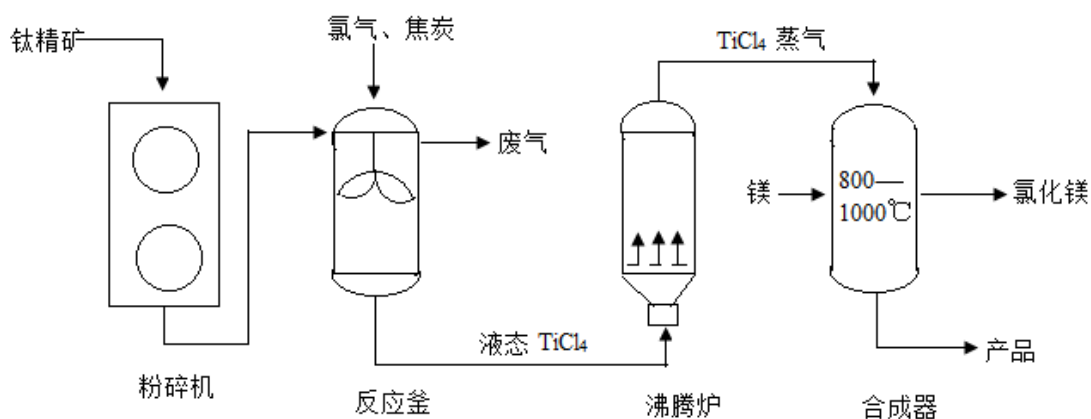 钛精矿
氯气、焦炭
TiCl₄ 蒸气
废气
镁
800—
1000℃
氯化镁
液态 TiCl₄
产品
粉碎机
反应釜
沸腾炉
合成器